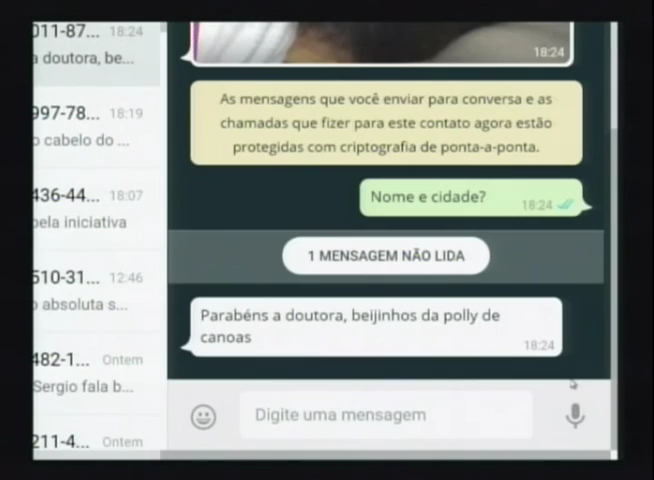 011-87... 18:24
a doutora, be...
997-78... 18:19
o cabelo do ...
436-44... 18:07
pela iniciativa
510-31... 12:46
o absoluta s...
482-1... Ontem
Sergio fala b...
211-4... Ontem
18:24
As mensagens que você enviar para conversa e as
chamadas que fizer para este contato agora estão
protegidas com criptografia de ponta-a-ponta.
Nome e cidade?
18:24
1 MENSAGEM NÃO LIDA
Parabéns a doutora, beijinhos da polly de
canoas
18:24
Digite uma mensagem